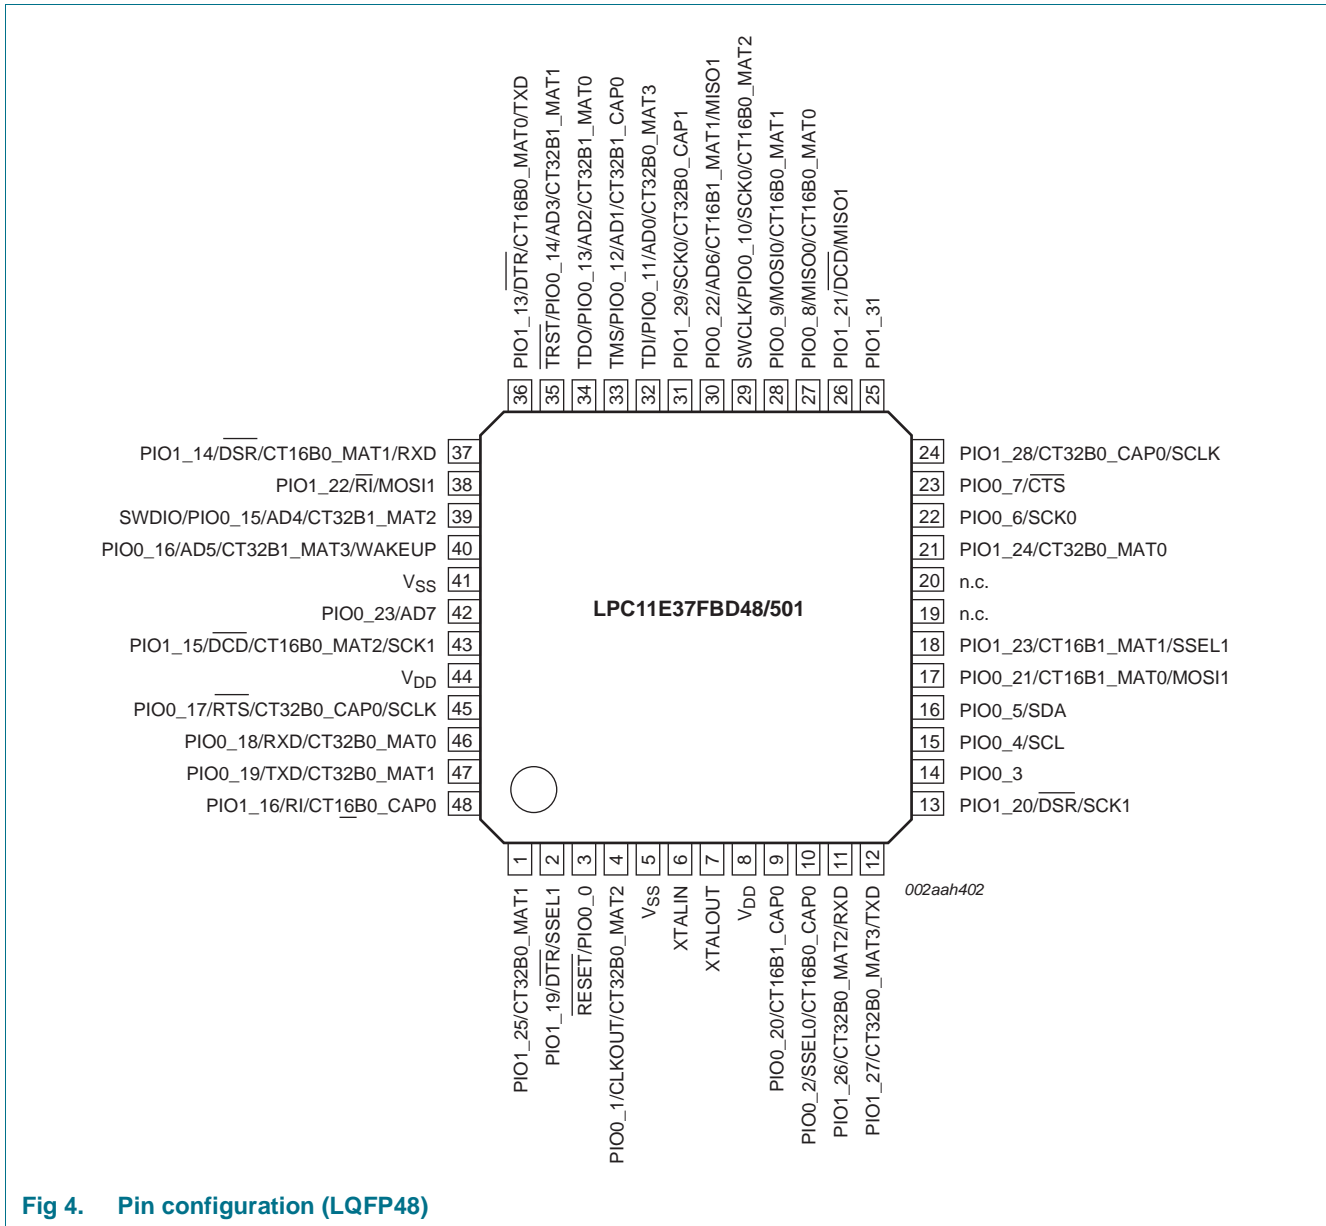 PIO1_13/DTR/CT16B0_MAT0/TXD
TRST/PIO0_14/AD3/CT32B1_MAT1
TDO/PIO0_13/AD2/CT32B1_MAT0
TMS/PIO0_12/AD1/CT32B1_CAP0
TDI/PIO0_11/AD0/CT32B0_MAT3
PIO1_29/SCK0/CT32B0_CAP1
PIO0_22/AD6/CT16B1_MAT1/MISO1
SWCLK/PIO0_10/SCK0/CT16B0_MAT2
PIO0_9/MOSI0/CT16B0_MAT1
PIO0_8/MISO0/CT16B0_MAT0
PIO1_21/DCD/MISO1
PIO1_31
36 35 34 33 32 31 30 29 28 27 26 25
PIO1_14/DSR/CT16B0_MAT1/RXD 37
PIO1_22/RI/MOSI1 38
SWDIO/PIO0_15/AD4/CT32B1_MAT2 39
PIO0_16/AD5/CT32B1_MAT3/WAKEUP 40
VSS 41
PIO0_23/AD7 42
PIO1_15/DCD/CT16B0_MAT2/SCK1 43
VDD 44
PIO0_17/RTS/CT32B0_CAP0/SCLK 45
PIO0_18/RXD/CT32B0_MAT0 46
PIO0_19/TXD/CT32B0_MAT1 47
PIO1_16/RI/CT16B0_CAP0 48
LPC11E37FBD48/501
24 PIO1_28/CT32B0_CAP0/SCLK
23 PIO0_7/CTS
22 PIO0_6/SCK0
21 PIO1_24/CT32B0_MAT0
20 n.c.
19 n.c.
18 PIO1_23/CT16B1_MAT1/SSEL1
17 PIO0_21/CT16B1_MAT0/MOSI1
16 PIO0_5/SDA
15 PIO0_4/SCL
14 PIO0_3
13 PIO1_20/DSR/SCK1
1 2 3 4 5 6 7 8 9 10 11 12
PIO1_25/CT32B0_MAT1
PIO1_19/DTR/SSEL1
RESET/PIO0_0
PIO0_1/CLKOUT/CT32B0_MAT2
VSS
XTALIN
XTALOUT
VDD
PIO0_20/CT16B1_CAP0
PIO0_2/SSEL0/CT16B0_CAP0
PIO1_26/CT32B0_MAT2/RXD
PIO1_27/CT32B0_MAT3/TXD
002aah402
Fig 4. Pin configuration (LQFP48)